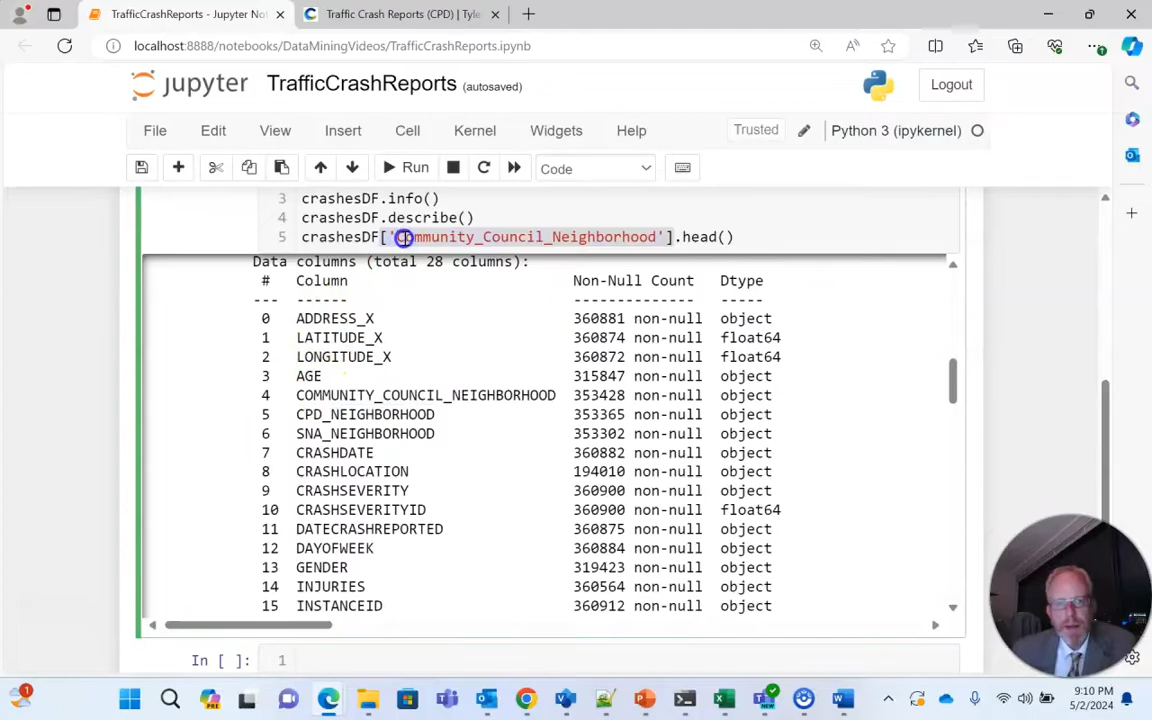 TrafficCrashReports - Jupyter No
Traffic Crash Reports (CPD) | Tyle
localhost:8888/notebooks/DataMiningVideos/TrafficCrashReports.ipynb
jupyter TrafficCrashReports (autosaved)
Logout
File Edit View Insert Cell Kernel Widgets Help
Trusted
Python 3 (ipykernel)
Run
Code
3 crashesDF.info()
4 crashesDF.describe()
5 crashesDF['Community_Council_Neighborhood'].head()
Data columns (total 28 columns):
# Column Non-Null Count Dtype
--- ------ -------------- -----
0 ADDRESS_X 360881 non-null object
1 LATITUDE_X 360874 non-null float64
2 LONGITUDE_X 360872 non-null float64
3 AGE 315847 non-null object
4 COMMUNITY_COUNCIL_NEIGHBORHOOD 353428 non-null object
5 CPD_NEIGHBORHOOD 353365 non-null object
6 SNA_NEIGHBORHOOD 353302 non-null object
7 CRASHDATE 360882 non-null object
8 CRASHLOCATION 194010 non-null object
9 CRASHSEVERITY 360900 non-null object
10 CRASHSEVERITYID 360900 non-null float64
11 DATECRASHREPORTED 360875 non-null object
12 DAYOFWEEK 360884 non-null object
13 GENDER 319423 non-null object
14 INJURIES 360564 non-null object
15 INSTANCEID 360912 non-null object
In [ ]: 1
9:10 PM
5/2/2024